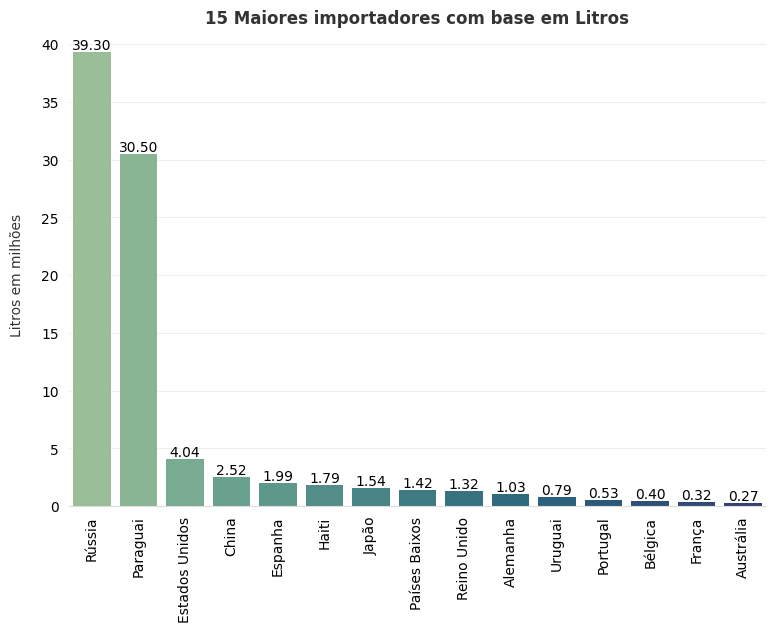 15 Maiores importadores com base em Litros
Litros em milhões
40
35
30
25
20
15
10
5
0
39.30
30.50
4.04
2.52
1.99
1.79
1.54
1.42
1.32
1.03
0.79
0.53
0.40
0.32
0.27
Rússia
Paraguai
Estados Unidos
China
Espanha
Haiti
Japão
Países Baixos
Reino Unido
Alemanha
Uruguai
Portugal
Bélgica
França
Austrália